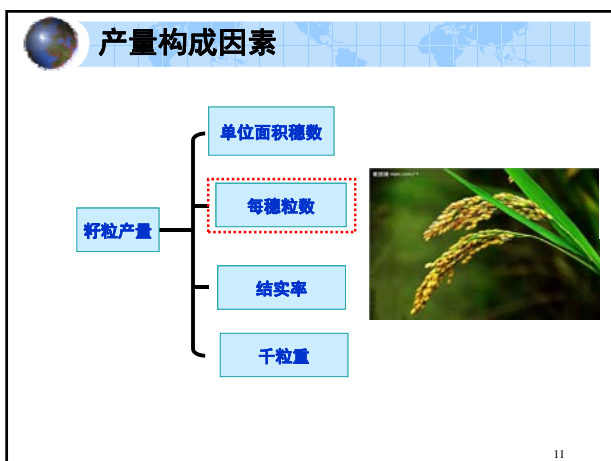 产量构成因素
单位面积穗数
每穗粒数
籽粒产量
结实率
千粒重
11